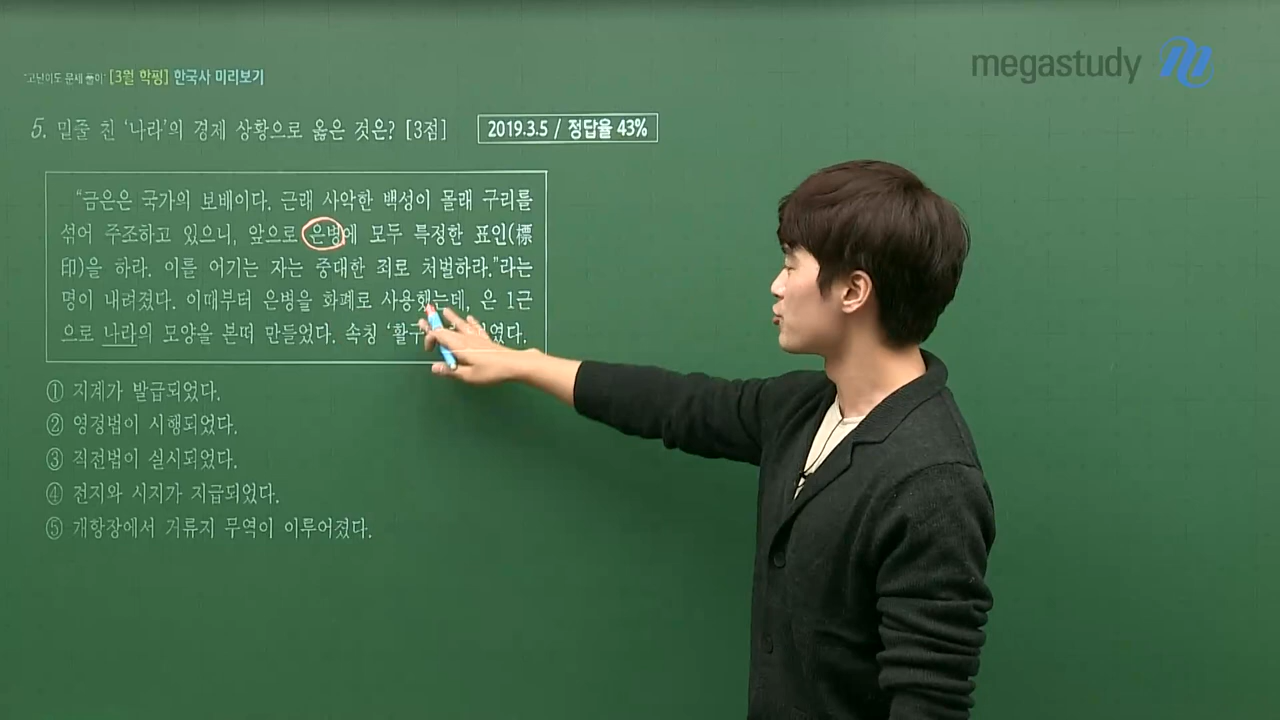 megastudy
"고난이도 문제 풀이" [3월 학평] 한국사 미리보기
5. 밑줄 친 '나라'의 경제 상황으로 옳은 것은? [3점]
2019.3.5 / 정답율 43%
"금은은 국가의 보배이다. 근래 사악한 백성이 몰래 구리를
섞어 주조하고 있으니, 앞으로 은병에 모두 특정한 표인(標
印)을 하라. 이를 어기는 자는 중대한 죄로 처벌하라."라는
명이 내려졌다. 이때부터 은병을 화폐로 사용했는데, 은 1근
으로 나라의 모양을 본떠 만들었다. 속칭 '활구
① 지계가 발급되었다.
② 영정법이 시행되었다.
③ 직전법이 실시되었다.
④ 전지와 시지가 지급되었다.
⑤ 개항장에서 거류지 무역이 이루어졌다.